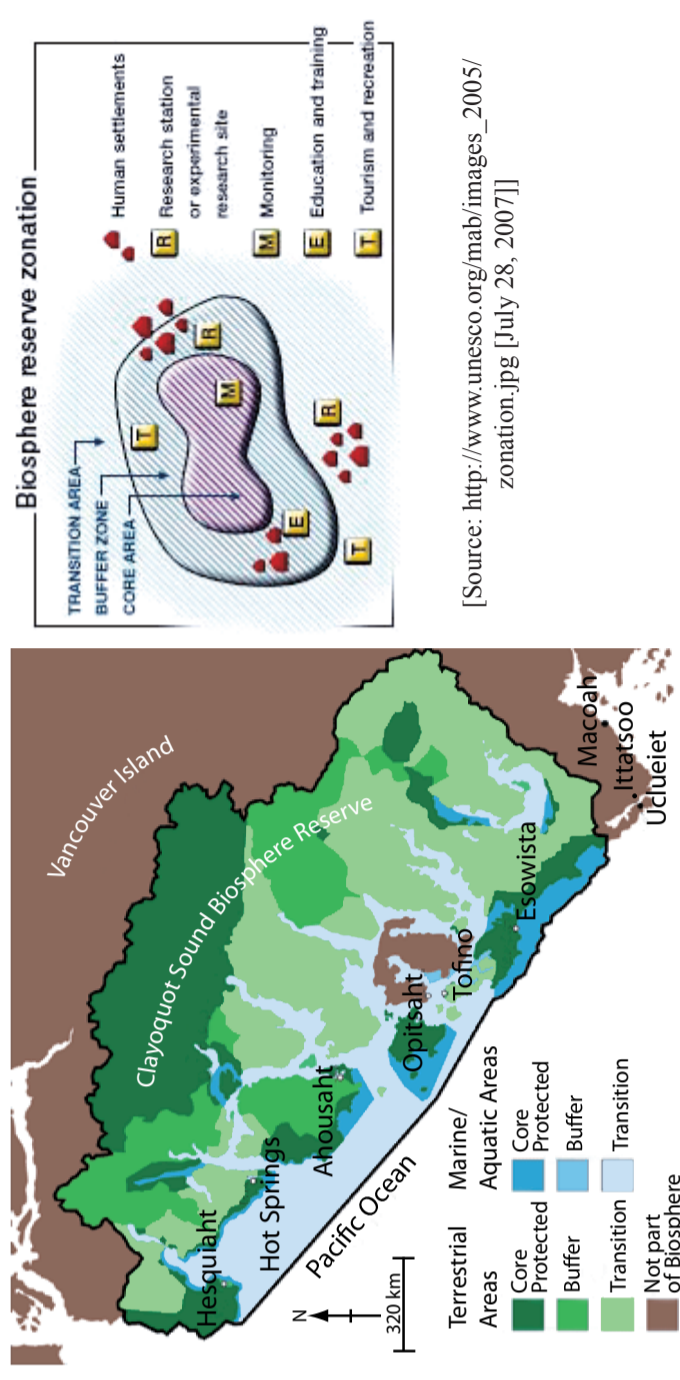 Vancouver Island
Clayoquot Sound Biosphere Reserve
Hesquiaht
Hot Springs
Ahousaht
Opitsaht
Tofino
Esowista
Macoah
Ittatsoo
Uclueiet
Pacific Ocean
N
320 km
Terrestrial
Areas
Core
Protected
Buffer
Transition
Not part
of Biosphere
Marine/
Aquatic Areas
Core
Protected
Buffer
Transition
Biosphere reserve zonation
TRANSITION AREA
BUFFER ZONE
CORE AREA
T
R
M
E
R
T
Human settlements
R Research station
or experimental
research site
M Monitoring
E Education and training
T Tourism and recreation
[Source: http://www.unesco.org/mab/images_2005/
zonation.jpg [July 28, 2007]]